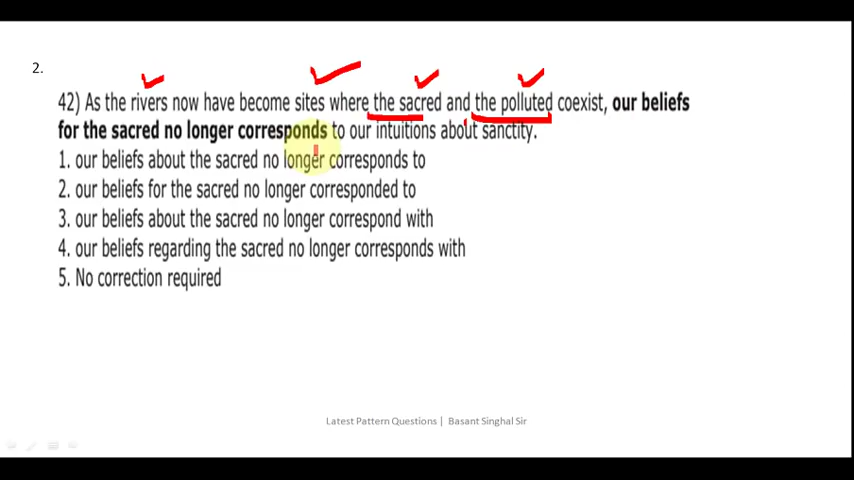 2.
42) As the rivers now have become sites where the sacred and the polluted coexist, our beliefs
for the sacred no longer corresponds to our intuitions about sanctity.
1. our beliefs about the sacred no longer corresponds to
2. our beliefs for the sacred no longer corresponded to
3. our beliefs about the sacred no longer correspond with
4. our beliefs regarding the sacred no longer corresponds with
5. No correction required
Latest Pattern Questions | Basant Singhal Sir